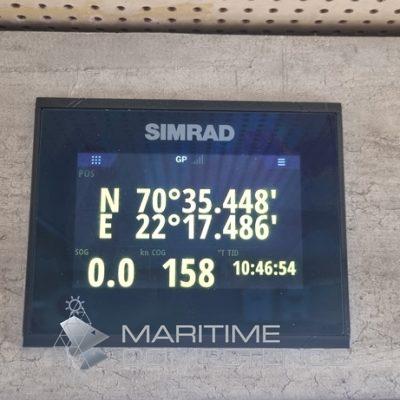 SIMRAD
GP
POS
N 70°35.448'
E 22°17.486'
SOG kn COG °T TID
0.0 158 10:46:54
MARITIME